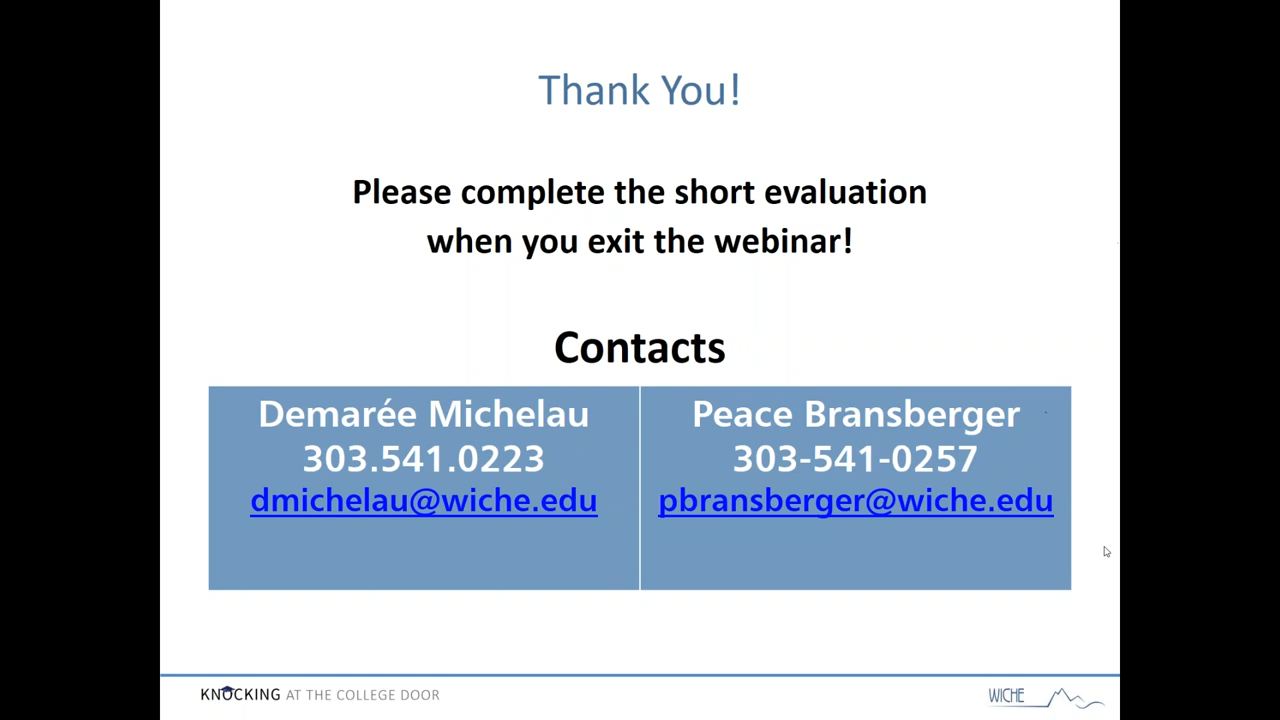 Thank You!
Please complete the short evaluation
when you exit the webinar!
Contacts
Demarée Michelau
303.541.0223
dmichelau@wiche.edu
Peace Bransberger
303-541-0257
pbransberger@wiche.edu
KNOCKING AT THE COLLEGE DOOR
WICHE